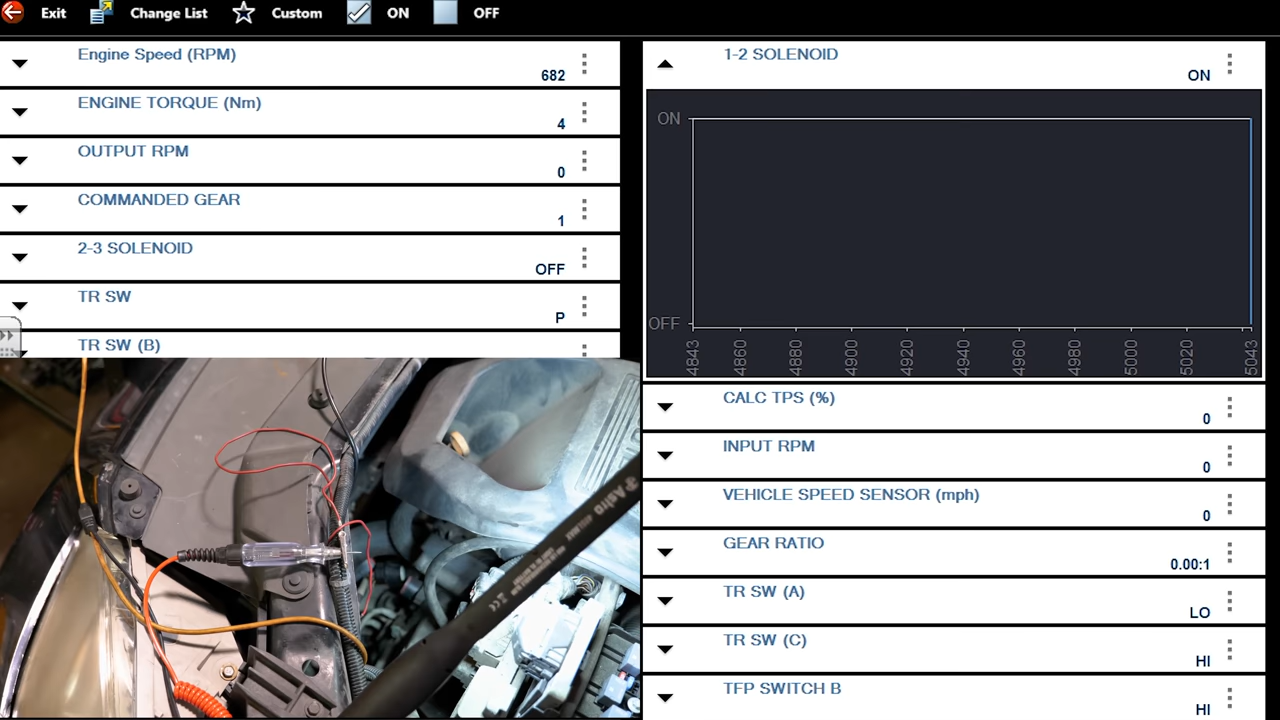 Exit Change List Custom ON OFF
Engine Speed (RPM)
682
ENGINE TORQUE (Nm)
4
OUTPUT RPM
0
COMMANDED GEAR
1
2-3 SOLENOID
OFF
TR SW
P
TR SW (B)
1-2 SOLENOID
ON
ON
OFF
4843 4860 4880 4900 4920 4940 4960 4980 5000 5020 5043
CALC TPS (%)
0
INPUT RPM
0
VEHICLE SPEED SENSOR (mph)
0
GEAR RATIO
0.00:1
TR SW (A)
LO
TR SW (C)
HI
TFP SWITCH B
HI